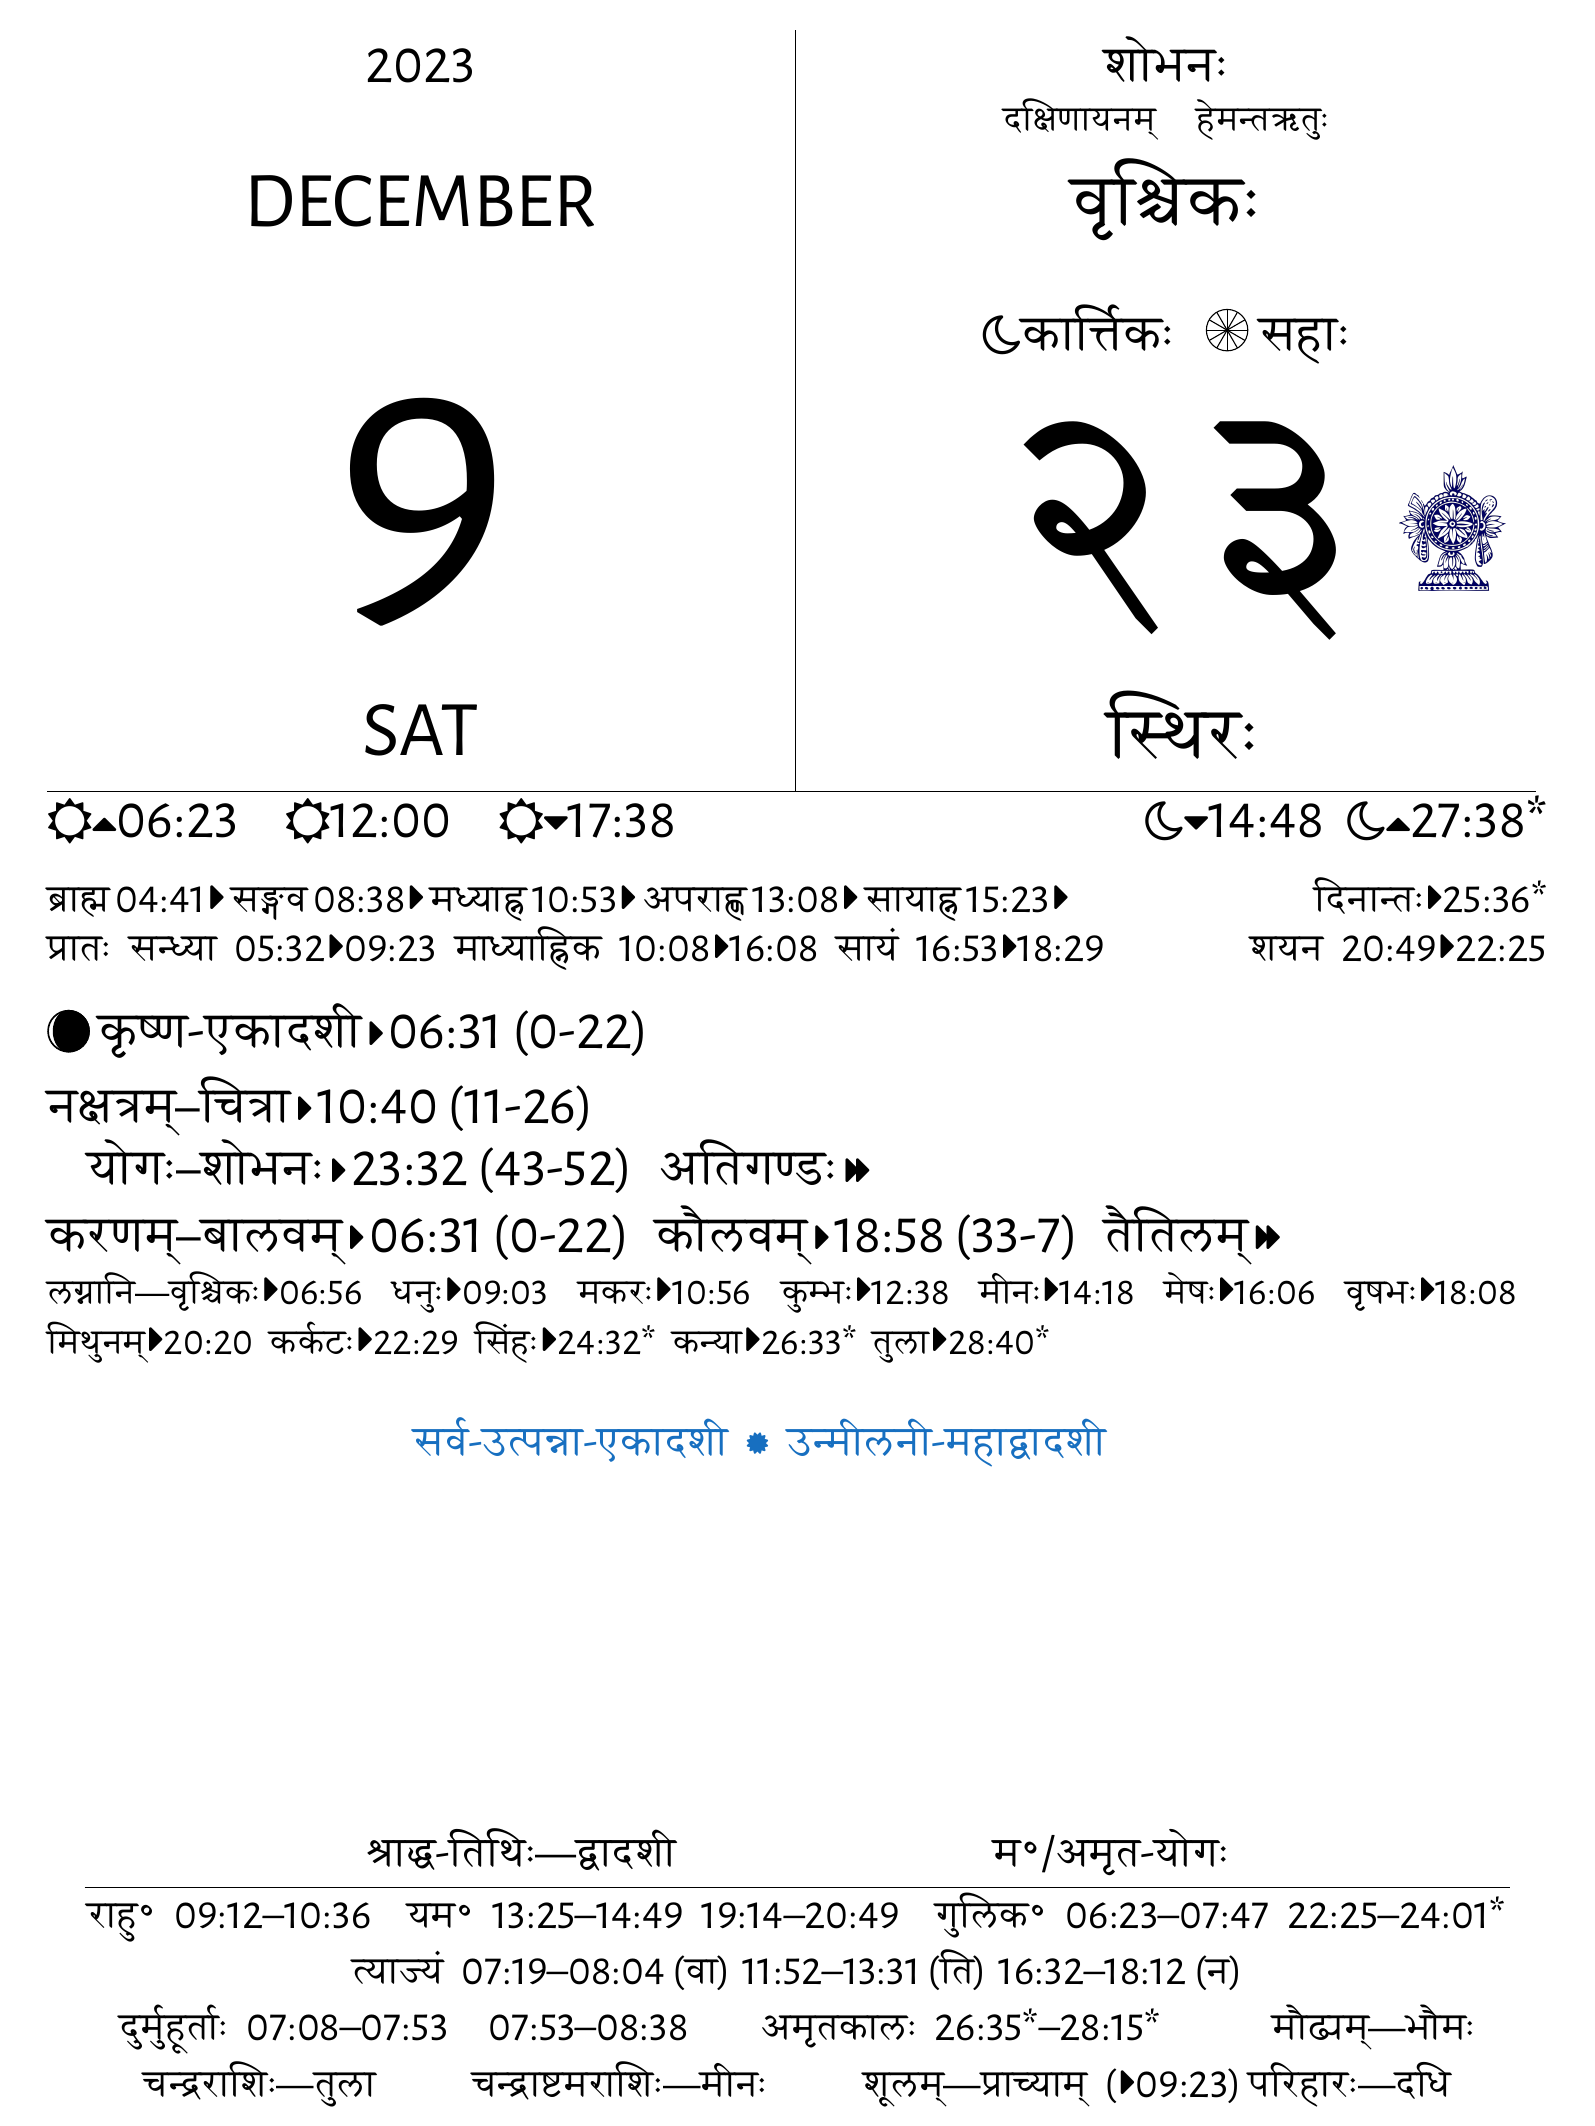 2023
DECEMBER
9
SAT
शोभनः
दक्षिणायनम् हेमन्तऋतुः
वृश्चिकः
कार्त्तिकः सहाः
२३
स्थिरः
06:23 12:00 17:38 14:48 27:38*
ब्राह्म 04:41 सङ्गव 08:38 मध्याह्न 10:53 अपराह्ण 13:08 सायाह्न 15:23 दिनान्तः 25:36*
प्रातः सन्ध्या 05:32 09:23 माध्याह्निक 10:08 16:08 सायं 16:53 18:29 शयन 20:49 22:25
कृष्ण-एकादशी 06:31 (0-22)
नक्षत्रम्–चित्रा 10:40 (11-26)
योगः–शोभनः 23:32 (43-52) अतिगण्डः
करणम्–बालवम् 06:31 (0-22) कौलवम् 18:58 (33-7) तैतिलम्
लग्नानि—वृश्चिकः 06:56 धनुः 09:03 मकरः 10:56 कुम्भः 12:38 मीनः 14:18 मेषः 16:06 वृषभः 18:08
मिथुनम् 20:20 कर्कटः 22:29 सिंहः 24:32* कन्या 26:33* तुला 28:40*
सर्व-उत्पन्ना-एकादशी ✹ उन्मीलनी-महाद्वादशी
श्राद्ध-तिथिः—द्वादशी म॰/अमृत-योगः
राहु॰ 09:12–10:36 यम॰ 13:25–14:49 19:14–20:49 गुलिक॰ 06:23–07:47 22:25–24:01*
त्याज्यं 07:19–08:04 (वा) 11:52–13:31 (ति) 16:32–18:12 (न)
दुर्मुहूर्ताः 07:08–07:53 07:53–08:38 अमृतकालः 26:35*–28:15* मौढ्यम्—भौमः
चन्द्रराशिः—तुला चन्द्राष्टमराशिः—मीनः शूलम्—प्राच्याम् (09:23) परिहारः—दधि